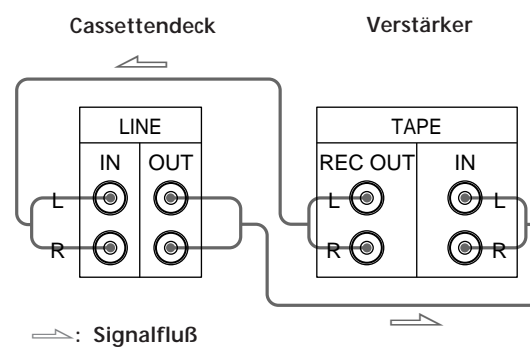 Cassettendeck Verstärker
LINE TAPE
IN OUT REC OUT IN
L L L
R R R
: Signalfluß